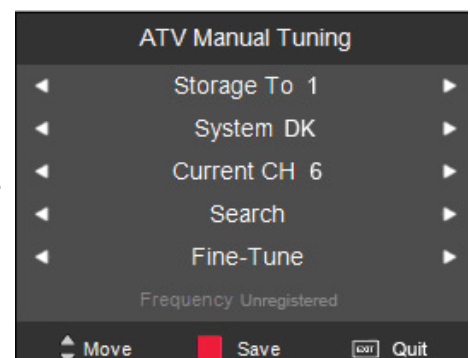 ATV Manual Tuning
Storage To 1
System DK
Current CH 6
Search
Fine-Tune
Frequency Unregistered
Move Save EXIT Quit